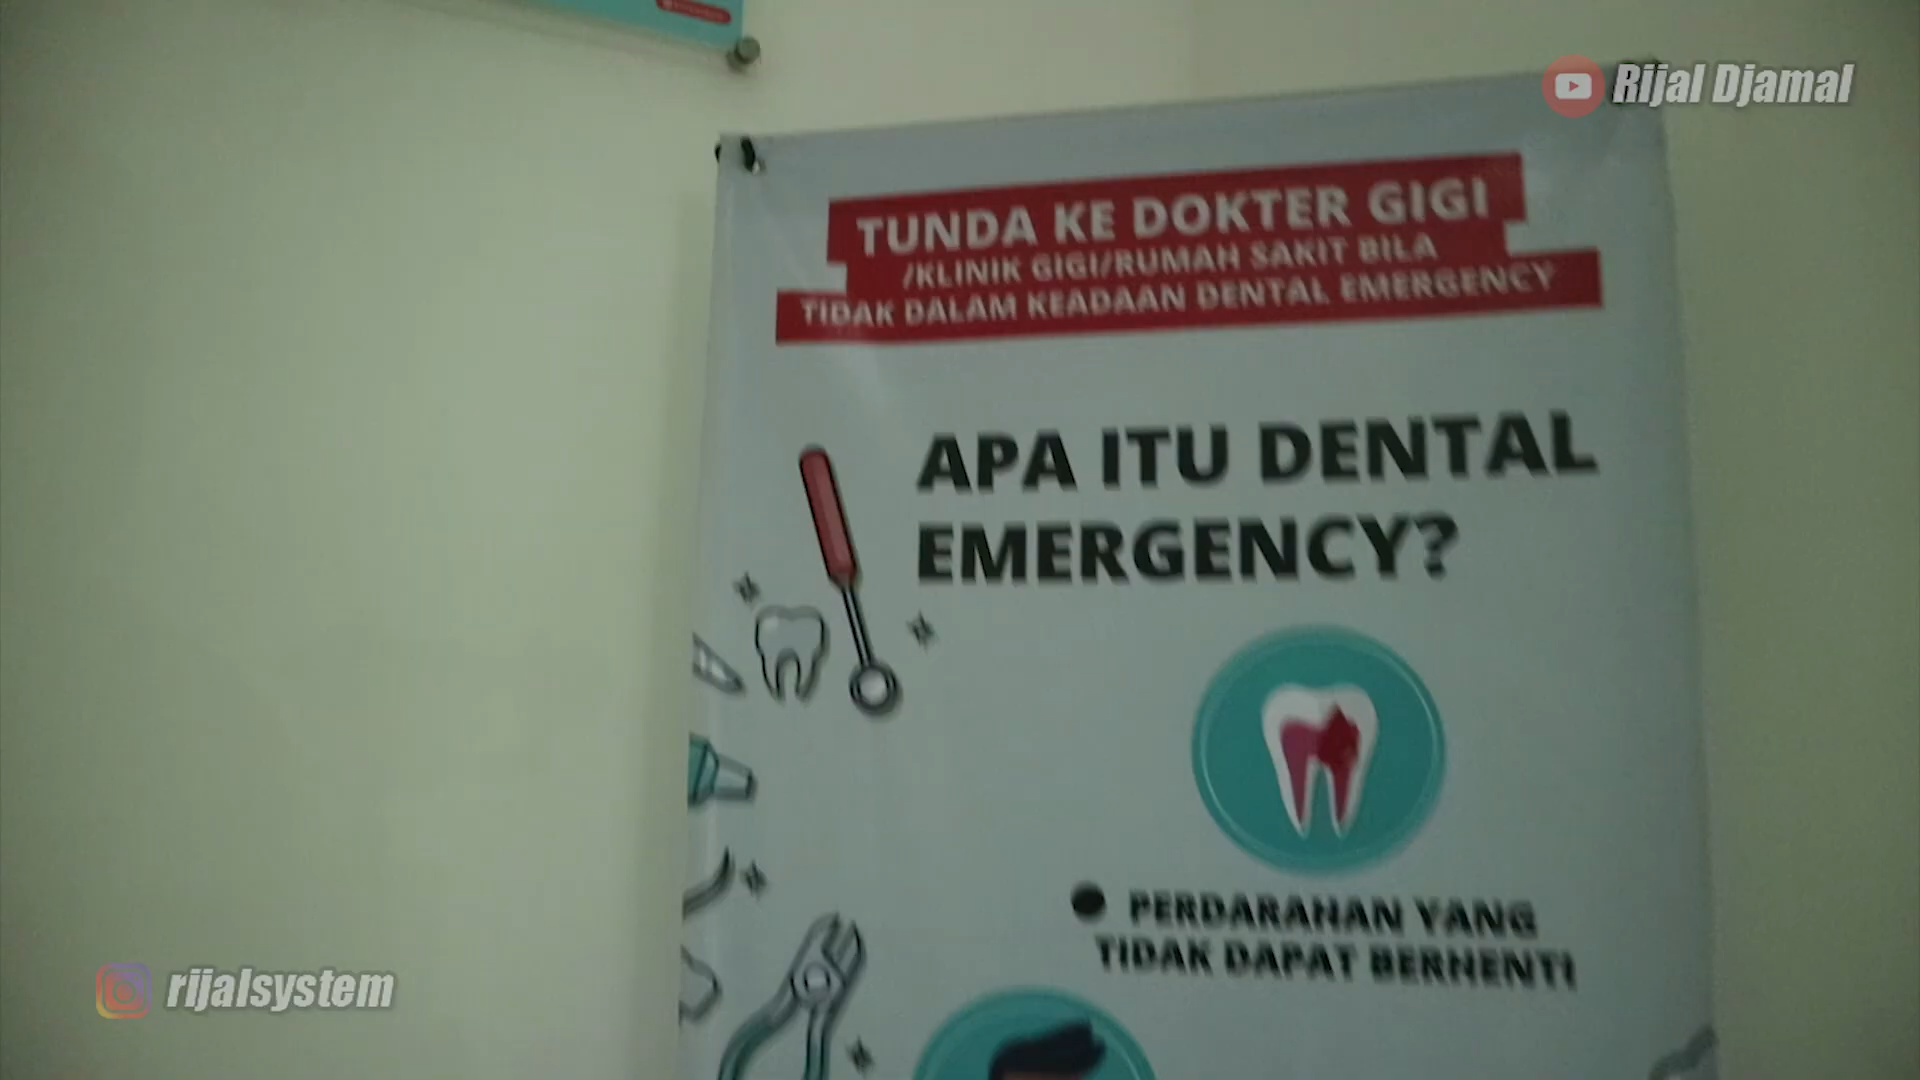 Rijal Djamal
TUNDA KE DOKTER GIGI
/KLINIK GIGI/RUMAH SAKIT BILA
TIDAK DALAM KEADAAN DENTAL EMERGENCY
APA ITU DENTAL
EMERGENCY?
● PERDARAHAN YANG
TIDAK DAPAT BERHENTI
rijalsystem